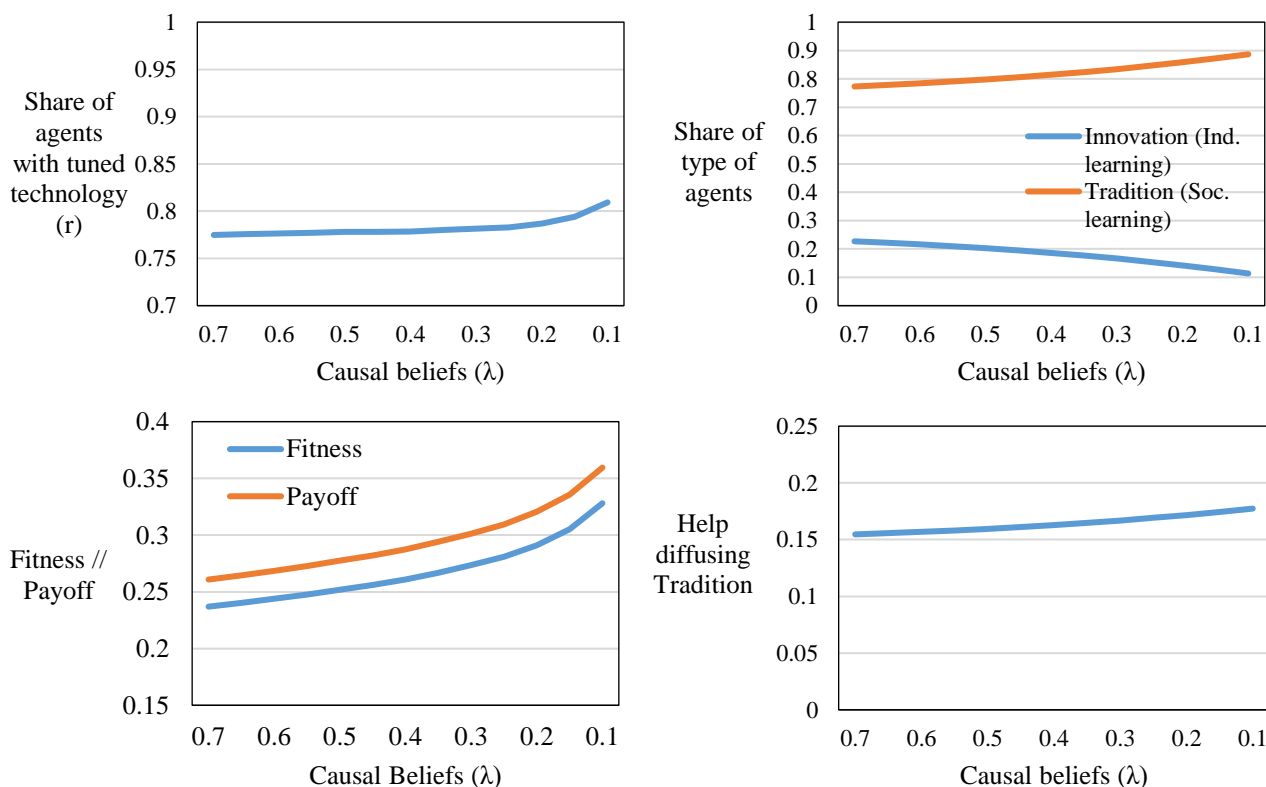 Share of
agents
with tuned
technology
(r)
1
0.95
0.9
0.85
0.8
0.75
0.7
0.7 0.6 0.5 0.4 0.3 0.2 0.1
Causal beliefs (λ)
Share of
type of
agents
1
0.9
0.8
0.7
0.6
0.5
0.4
0.3
0.2
0.1
0
Innovation (Ind.
learning)
Tradition (Soc.
learning)
0.7 0.6 0.5 0.4 0.3 0.2 0.1
Causal beliefs (λ)
Fitness //
Payoff
0.4
0.35
0.3
0.25
0.2
0.15
Fitness
Payoff
0.7 0.6 0.5 0.4 0.3 0.2 0.1
Causal Beliefs (λ)
Help
diffusing
Tradition
0.25
0.2
0.15
0.1
0.05
0
0.7 0.6 0.5 0.4 0.3 0.2 0.1
Causal beliefs (λ)